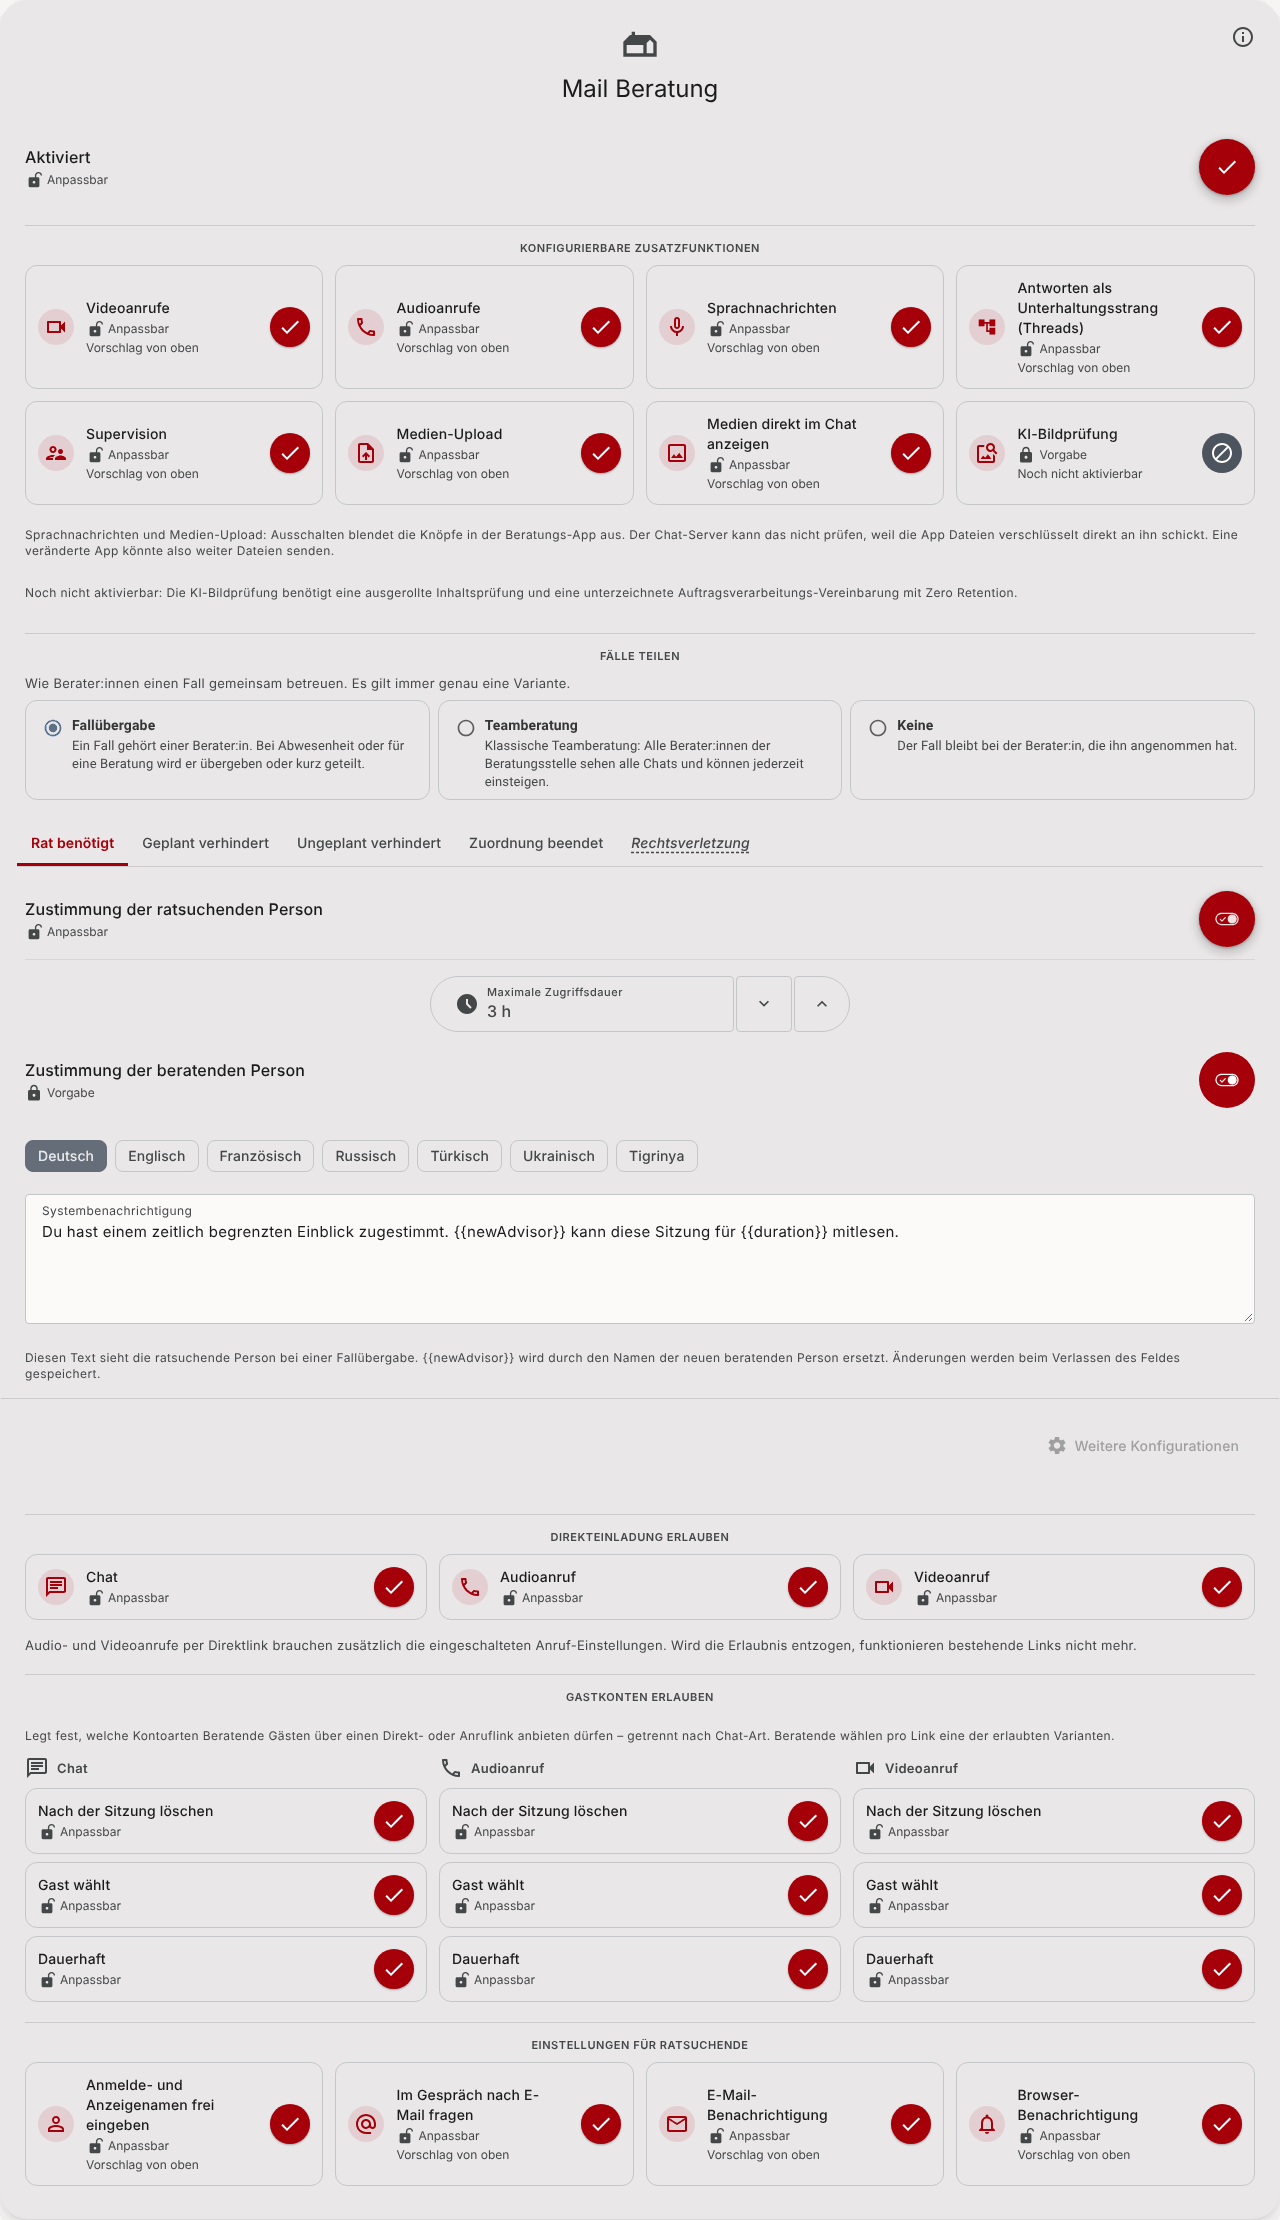 Mail Beratung
Aktiviert
Anpassbar
KONFIGURIERBARE ZUSATZFUNKTIONEN
Videoanrufe
Anpassbar
Vorschlag von oben
Audioanrufe
Anpassbar
Vorschlag von oben
Sprachnachrichten
Anpassbar
Vorschlag von oben
Antworten als
Unterhaltungsstrang
(Threads)
Anpassbar
Vorschlag von oben
Supervision
Anpassbar
Vorschlag von oben
Medien-Upload
Anpassbar
Vorschlag von oben
Medien direkt im Chat
anzeigen
Anpassbar
Vorschlag von oben
KI-Bildprüfung
Vorgabe
Noch nicht aktivierbar
Sprachnachrichten und Medien-Upload: Ausschalten blendet die Knöpfe in der Beratungs-App aus. Der Chat-Server kann das nicht prüfen, weil die App Dateien verschlüsselt direkt an ihn schickt. Eine
veränderte App könnte also weiter Dateien senden.
Noch nicht aktivierbar: Die KI-Bildprüfung benötigt eine ausgerollte Inhaltsprüfung und eine unterzeichnete Auftragsverarbeitungs-Vereinbarung mit Zero Retention.
FÄLLE TEILEN
Wie Berater:innen einen Fall gemeinsam betreuen. Es gilt immer genau eine Variante.
Fallübergabe
Ein Fall gehört einer Berater:in. Bei Abwesenheit oder für
eine Beratung wird er übergeben oder kurz geteilt.
Teamberatung
Klassische Teamberatung: Alle Berater:innen der
Beratungsstelle sehen alle Chats und können jederzeit
einsteigen.
Keine
Der Fall bleibt bei der Berater:in, die ihn angenommen hat.
Rat benötigt
Geplant verhindert
Ungeplant verhindert
Zuordnung beendet
Rechtsverletzung
Zustimmung der ratsuchenden Person
Anpassbar
Maximale Zugriffsdauer
3 h
Zustimmung der beratenden Person
Vorgabe
Deutsch
Englisch
Französisch
Russisch
Türkisch
Ukrainisch
Tigrinya
Systembenachrichtigung
Du hast einem zeitlich begrenzten Einblick zugestimmt. {{newAdvisor}} kann diese Sitzung für {{duration}} mitlesen.
Diesen Text sieht die ratsuchende Person bei einer Fallübergabe. {{newAdvisor}} wird durch den Namen der neuen beratenden Person ersetzt. Änderungen werden beim Verlassen des Feldes
gespeichert.
Weitere Konfigurationen
DIREKTEINLADUNG ERLAUBEN
Chat
Anpassbar
Audioanruf
Anpassbar
Videoanruf
Anpassbar
Audio- und Videoanrufe per Direktlink brauchen zusätzlich die eingeschalteten Anruf-Einstellungen. Wird die Erlaubnis entzogen, funktionieren bestehende Links nicht mehr.
GASTKONTEN ERLAUBEN
Legt fest, welche Kontoarten Beratende Gästen über einen Direkt- oder Anruflink anbieten dürfen – getrennt nach Chat-Art. Beratende wählen pro Link eine der erlaubten Varianten.
Chat
Nach der Sitzung löschen
Anpassbar
Gast wählt
Anpassbar
Dauerhaft
Anpassbar
Audioanruf
Nach der Sitzung löschen
Anpassbar
Gast wählt
Anpassbar
Dauerhaft
Anpassbar
Videoanruf
Nach der Sitzung löschen
Anpassbar
Gast wählt
Anpassbar
Dauerhaft
Anpassbar
EINSTELLUNGEN FÜR RATSUCHENDE
Anmelde- und
Anzeigenamen frei
eingeben
Anpassbar
Vorschlag von oben
Im Gespräch nach E-
Mail fragen
Anpassbar
Vorschlag von oben
E-Mail-
Benachrichtigung
Anpassbar
Vorschlag von oben
Browser-
Benachrichtigung
Anpassbar
Vorschlag von oben